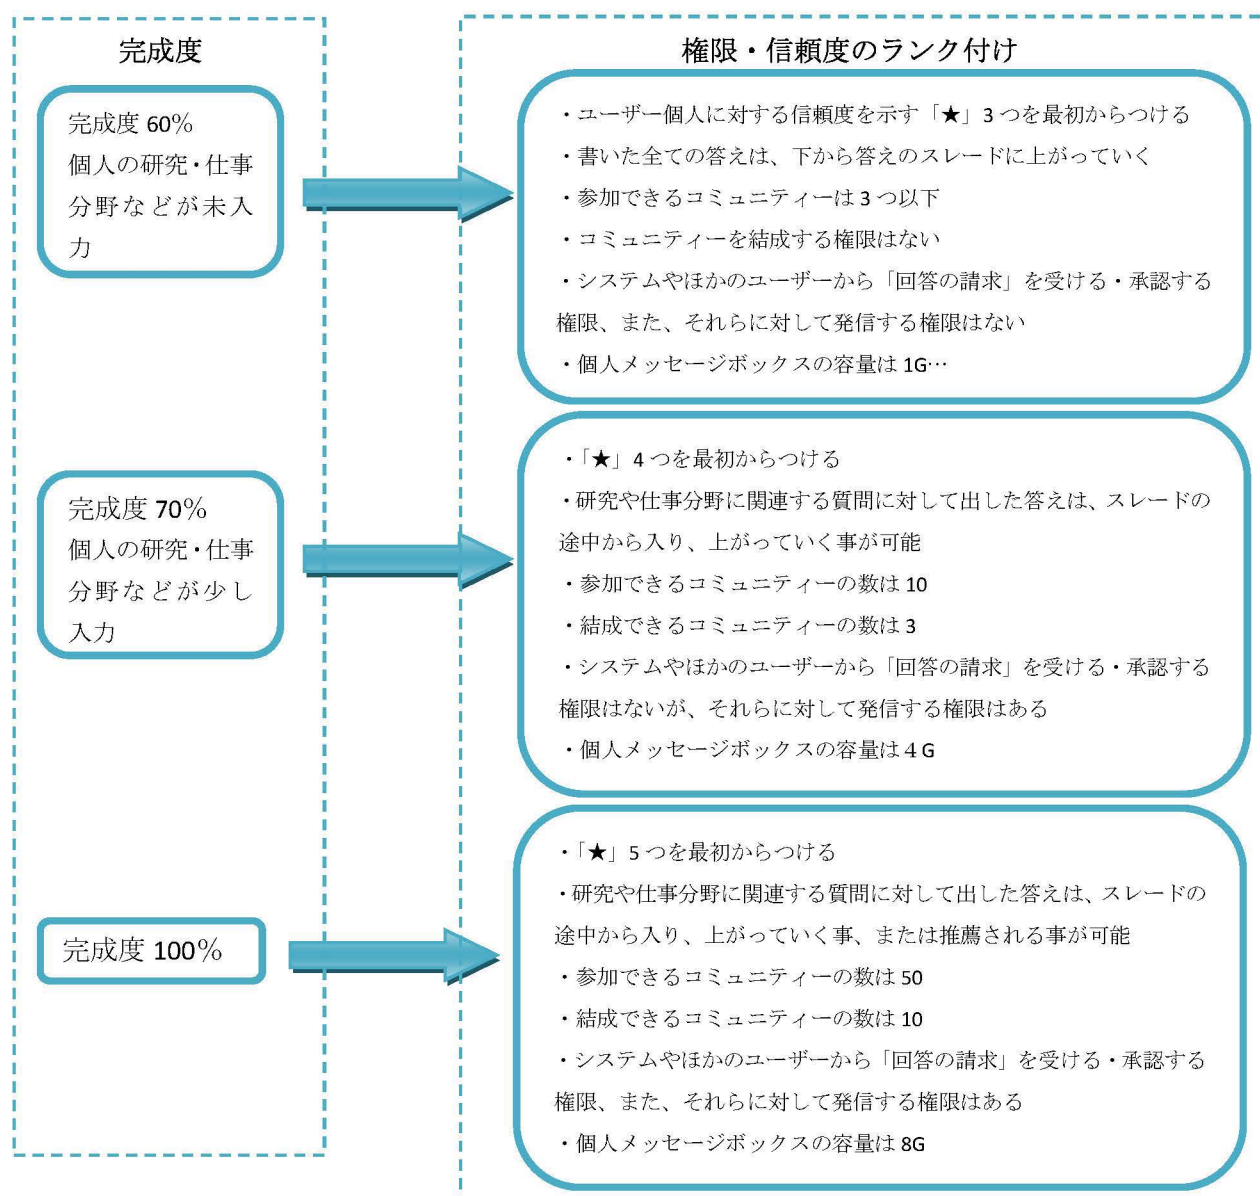 完成度
権限・信頼度のランク付け
完成度 60%
個人の研究・仕事
分野などが未入
力
・ユーザー個人に対する信頼度を示す「★」3 つを最初からつける
・書いた全ての答えは、下から答えのスレードに上がっていく
・参加できるコミュニティーは 3 つ以下
・コミュニティーを結成する権限はない
・システムやほかのユーザーから「回答の請求」を受ける・承認する
権限、また、それらに対して発信する権限はない
・個人メッセージボックスの容量は 1G…
完成度 70%
個人の研究・仕事
分野などが少し
入力
・「★」4 つを最初からつける
・研究や仕事分野に関連する質問に対して出した答えは、スレードの
途中から入り、上がっていく事が可能
・参加できるコミュニティーの数は 10
・結成できるコミュニティーの数は 3
・システムやほかのユーザーから「回答の請求」を受ける・承認する
権限はないが、それらに対して発信する権限はある
・個人メッセージボックスの容量は４G
完成度 100%
・「★」5 つを最初からつける
・研究や仕事分野に関連する質問に対して出した答えは、スレードの
途中から入り、上がっていく事、または推薦される事が可能
・参加できるコミュニティーの数は 50
・結成できるコミュニティーの数は 10
・システムやほかのユーザーから「回答の請求」を受ける・承認する
権限、また、それらに対して発信する権限はある
・個人メッセージボックスの容量は 8G